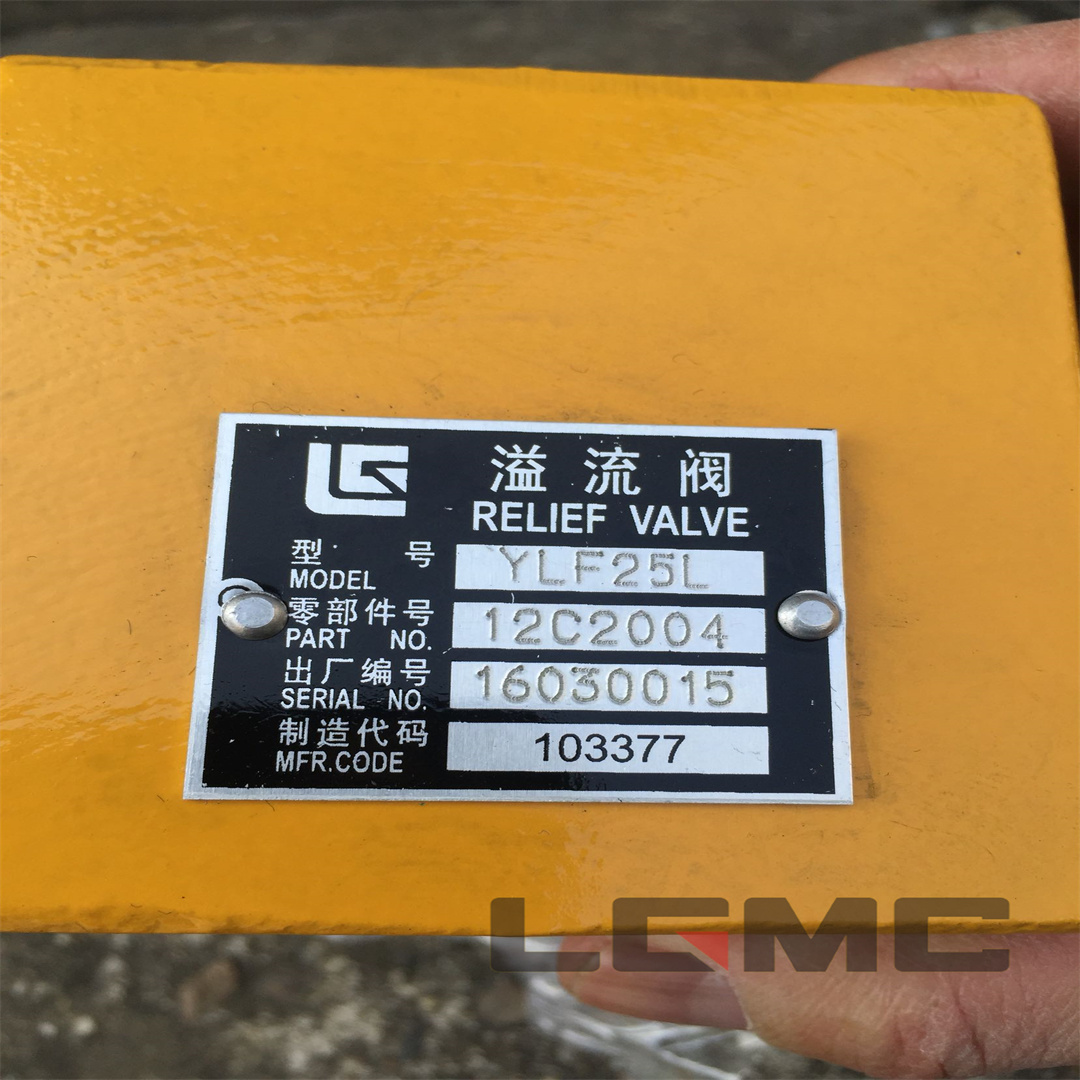 溢流阀
RELIEF VALVE
型号 YLF25L
MODEL
零部件号 12C2004
PART NO.
出厂编号 16030015
SERIAL NO.
制造代码 103377
MFR.CODE
LGMC